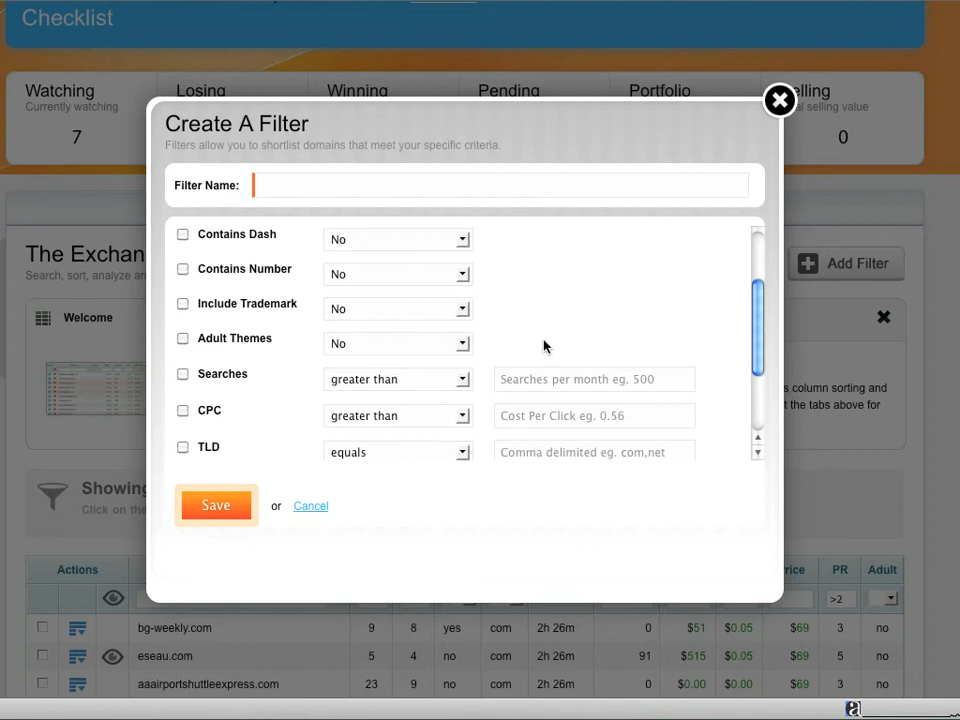 Checklist
Watching
Losing
Winning
Pending
Portfolio
elling
Currently watching
al selling value
7
0
Create A Filter
Filters allow you to shortlist domains that meet your specific criteria.
Filter Name:
Contains Dash No
Contains Number No
Include Trademark No
Adult Themes No
Searches greater than Searches per month eg. 500
CPC greater than Cost Per Click eg. 0.56
TLD equals Comma delimited eg. com,net
Save or Cancel
The Exchan
Search, sort, analyze an
Add Filter
Welcome
s column sorting and
t the tabs above for
Showing
Click on the
Actions rice PR Adult
>2
bg-weekly.com 9 8 yes com 2h 26m 0 $51 $0.05 $69 3 no
eseau.com 5 4 no com 2h 26m 91 $515 $0.05 $69 5 no
aaairportshuttleexpress.com 23 9 no com 2h 26m 0 $0.00 $0.00 $69 3 no
a